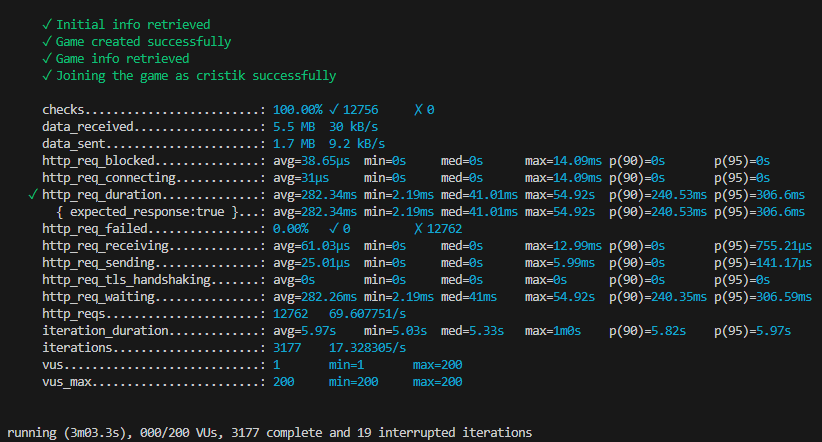 ✓ Initial info retrieved
✓ Game created successfully
✓ Game info retrieved
✓ Joining the game as cristik successfully
checks.........................: 100.00% ✓ 12756 ✗ 0
data_received..................: 5.5 MB 30 kB/s
data_sent......................: 1.7 MB 9.2 kB/s
http_req_blocked...............: avg=38.65µs min=0s med=0s max=14.09ms p(90)=0s p(95)=0s
http_req_connecting............: avg=31µs min=0s med=0s max=14.09ms p(90)=0s p(95)=0s
✓ http_req_duration..............: avg=282.34ms min=2.19ms med=41.01ms max=54.92s p(90)=240.53ms p(95)=306.6ms
{ expected_response:true }...: avg=282.34ms min=2.19ms med=41.01ms max=54.92s p(90)=240.53ms p(95)=306.6ms
http_req_failed................: 0.00% ✓ 0 ✗ 12762
http_req_receiving.............: avg=61.03µs min=0s med=0s max=12.99ms p(90)=0s p(95)=755.21µs
http_req_sending...............: avg=25.01µs min=0s med=0s max=5.99ms p(90)=0s p(95)=141.17µs
http_req_tls_handshaking.......: avg=0s min=0s med=0s max=0s p(90)=0s p(95)=0s
http_req_waiting...............: avg=282.26ms min=2.19ms med=41ms max=54.92s p(90)=240.35ms p(95)=306.59ms
http_reqs......................: 12762 69.607751/s
iteration_duration.............: avg=5.97s min=5.03s med=5.33s max=1m0s p(90)=5.82s p(95)=5.97s
iterations.....................: 3177 17.328305/s
vus............................: 1 min=1 max=200
vus_max........................: 200 min=200 max=200
running (3m03.3s), 000/200 VUs, 3177 complete and 19 interrupted iterations